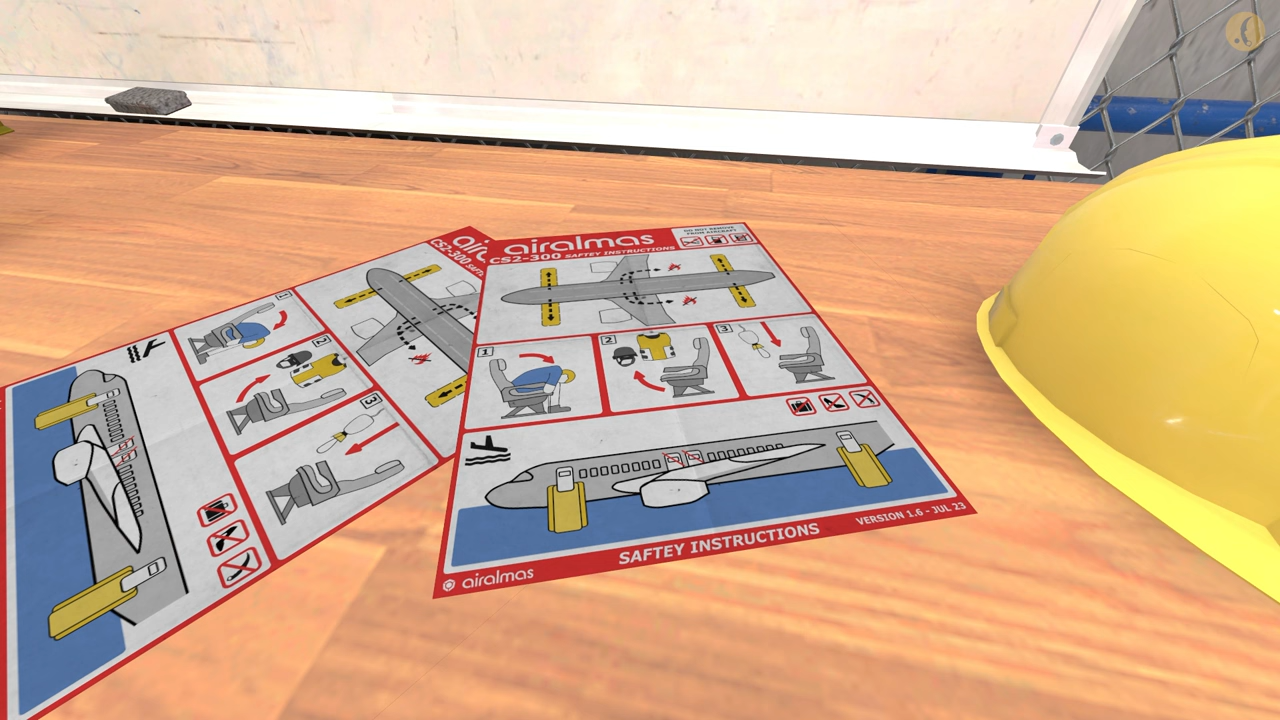 airalmas
CS2-300 SAFTEY INSTRUCTIONS
DO NOT REMOVE
FROM AIRCRAFT
1
2
3
SAFTEY INSTRUCTIONS
VERSION 1.6 - JUL 23
airalmas
air
CS2-300
1
2
3